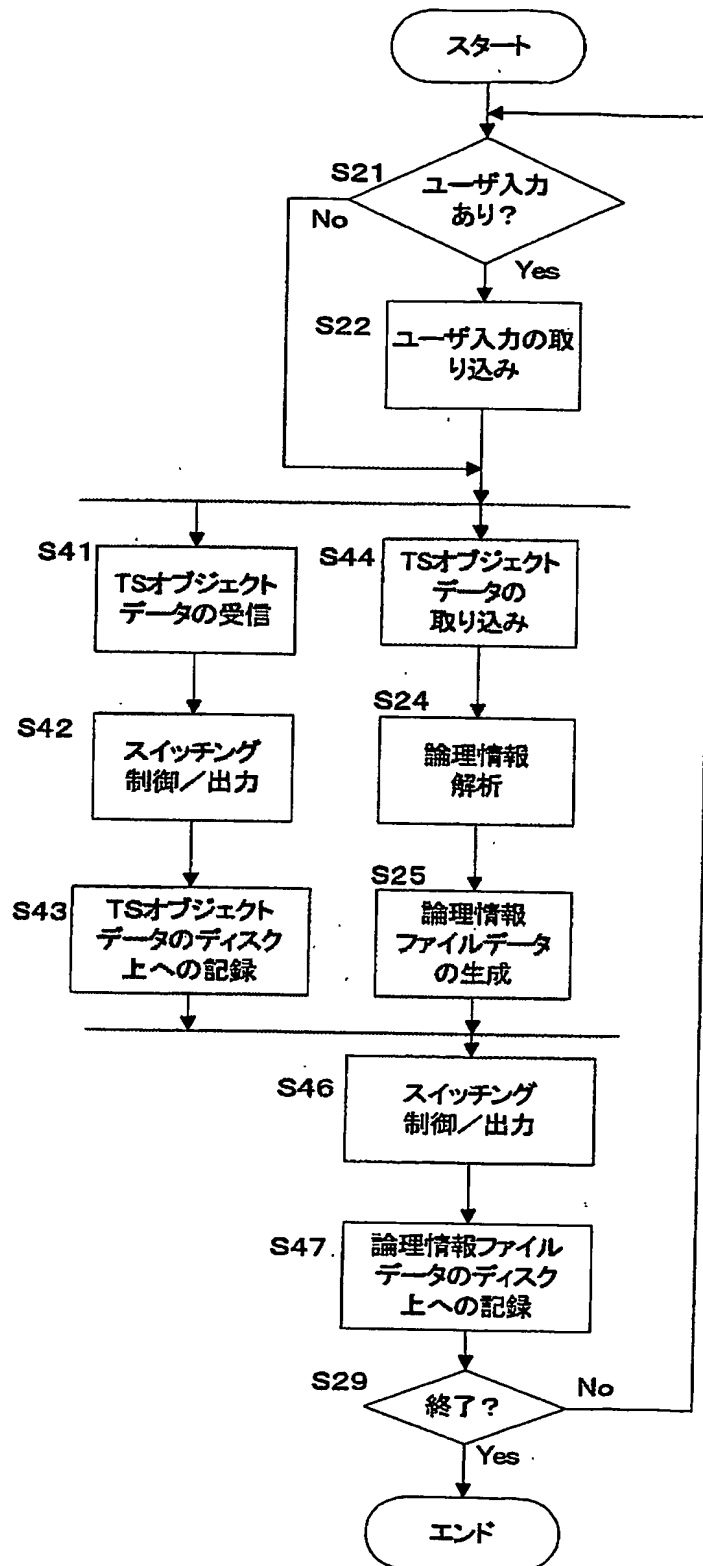 スタート
S21
ユーザ入力
あり？
No
Yes
S22
ユーザ入力の取
り込み
S41
TSオブジェクト
データの受信
S44
TSオブジェクト
データの
取り込み
S42
スイッチング
制御／出力
S24
論理情報
解析
S43
TSオブジェクト
データのディスク
上への記録
S25
論理情報
ファイルデータ
の生成
S46
スイッチング
制御／出力
S47
論理情報ファイル
データのディスク
上への記録
S29
終了？
No
Yes
エンド